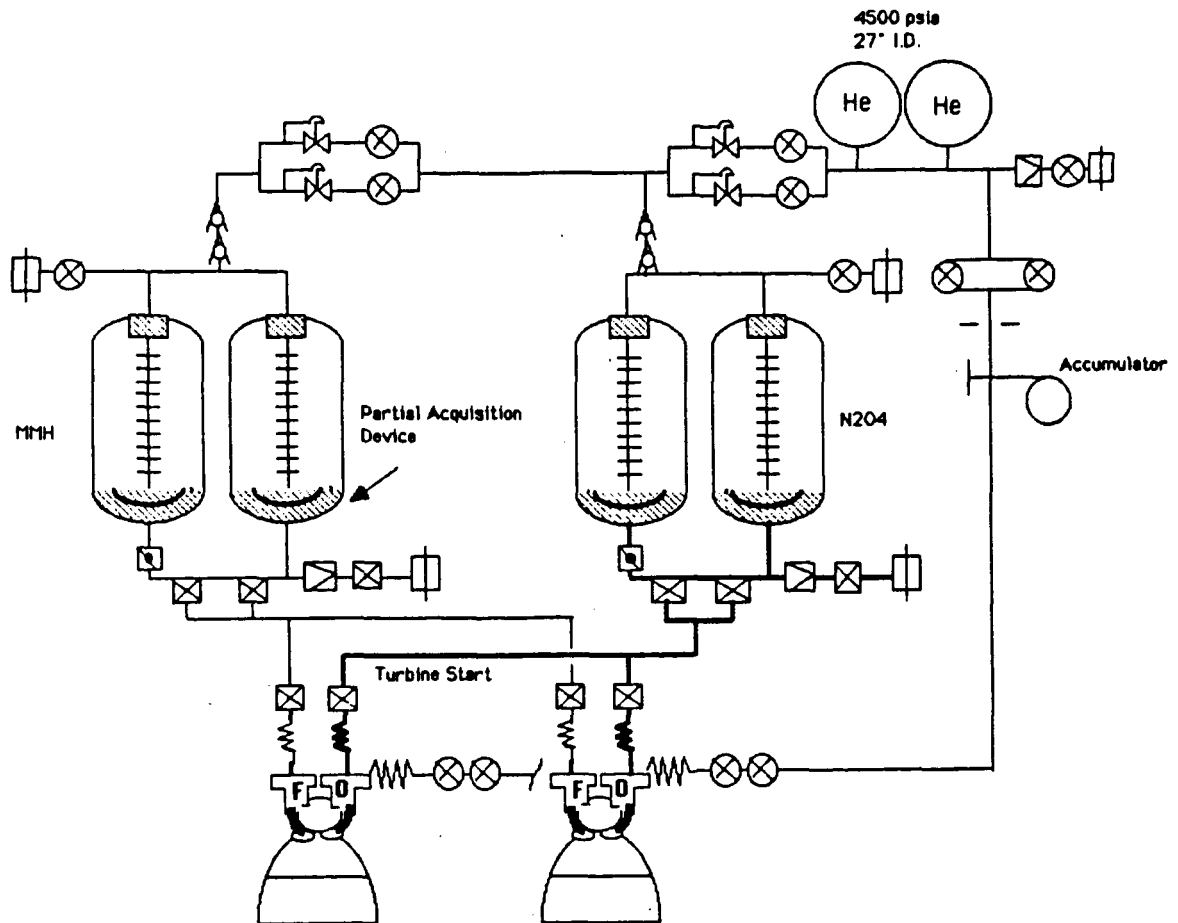 4500 psia
27" I.D.
He
He
Accumulator
MMH
Partial Acquisition
Device
N2O4
Turbine Start
F
O
F
O